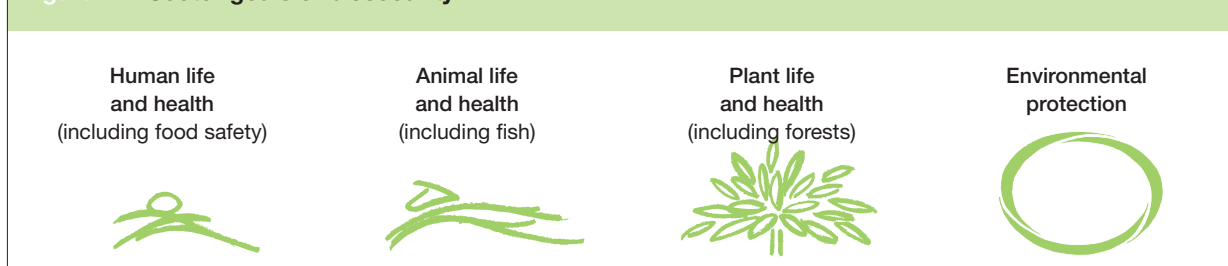 Human life
and health
(including food safety)
Animal life
and health
(including fish)
Plant life
and health
(including forests)
Environmental
protection